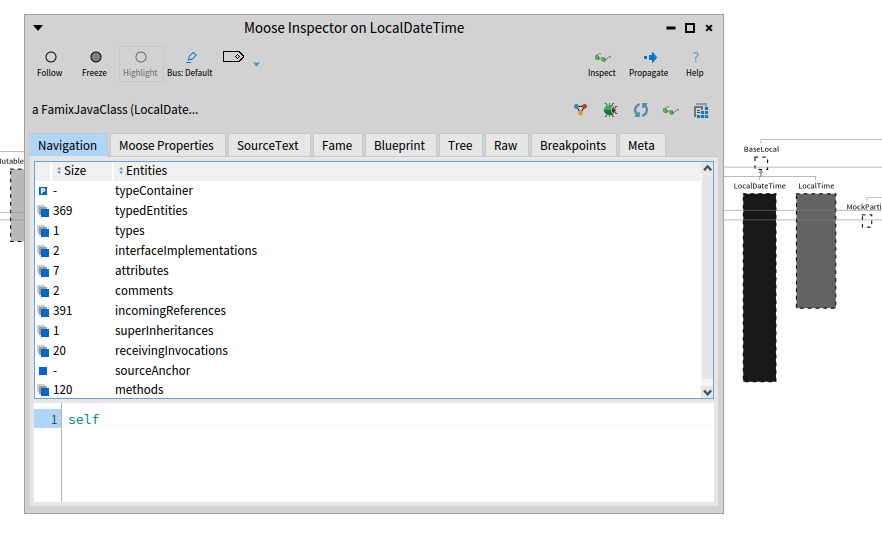 Moose Inspector on LocalDateTime
Follow Freeze Highlight Bus: Default Inspect Propagate Help
?
a FamixJavaClass (LocalDate...
Navigation Moose Properties SourceText Fame Blueprint Tree Raw Breakpoints Meta
Size Entities
P - typeContainer
369 typedEntities
1 types
2 interfaceImplementations
7 attributes
2 comments
391 incomingReferences
1 superInheritances
20 receivingInvocations
- sourceAnchor
120 methods
1 self
BaseLocal
LocalDateTime LocalTime
MockParti